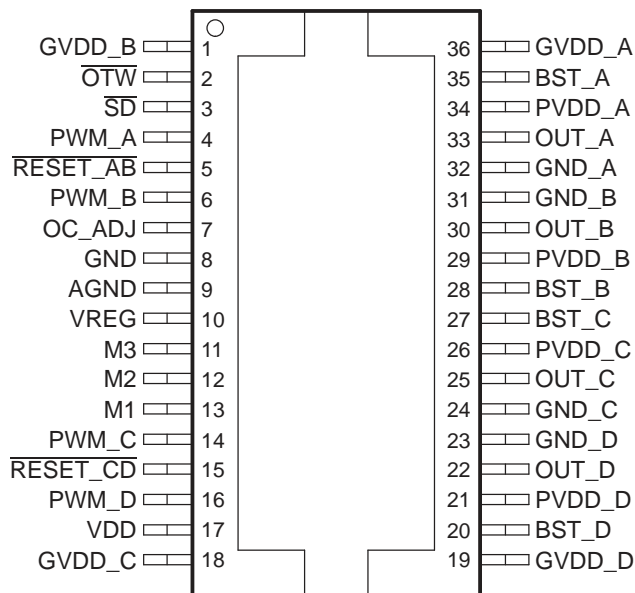 GVDD_B 1 36 GVDD_A
OTW 2 35 BST_A
SD 3 34 PVDD_A
PWM_A 4 33 OUT_A
RESET_AB 5 32 GND_A
PWM_B 6 31 GND_B
OC_ADJ 7 30 OUT_B
GND 8 29 PVDD_B
AGND 9 28 BST_B
VREG 10 27 BST_C
M3 11 26 PVDD_C
M2 12 25 OUT_C
M1 13 24 GND_C
PWM_C 14 23 GND_D
RESET_CD 15 22 OUT_D
PWM_D 16 21 PVDD_D
VDD 17 20 BST_D
GVDD_C 18 19 GVDD_D